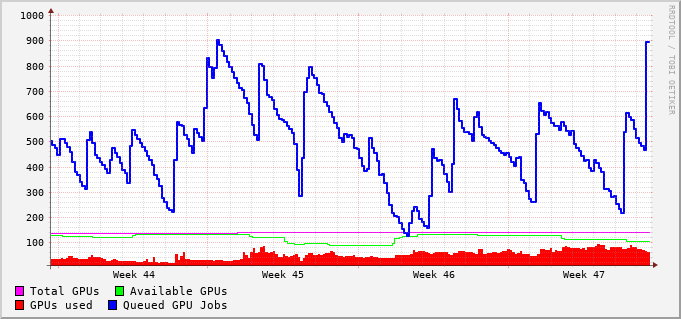 1000
900
800
700
600
500
400
300
200
100
Week 44 Week 45 Week 46 Week 47
Total GPUs Available GPUs
GPUs used Queued GPU Jobs
RRDTOOL / TOBI OETIKER